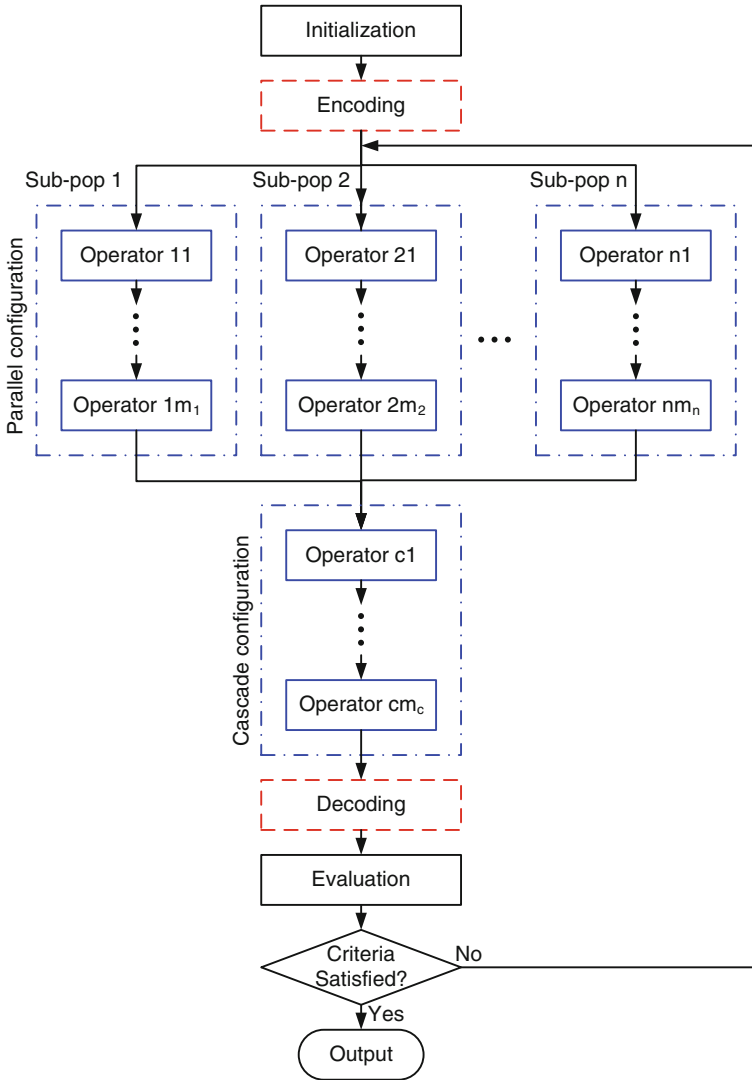 Initialization
Encoding
Sub-pop 1
Sub-pop 2
Sub-pop n
Parallel configuration
Operator 11
Operator 21
Operator n1
Operator 1m₁
Operator 2m₂
Operator nmₙ
Cascade configuration
Operator c1
Operator cm_c
Decoding
Evaluation
Criteria
Satisfied?
No
Yes
Output